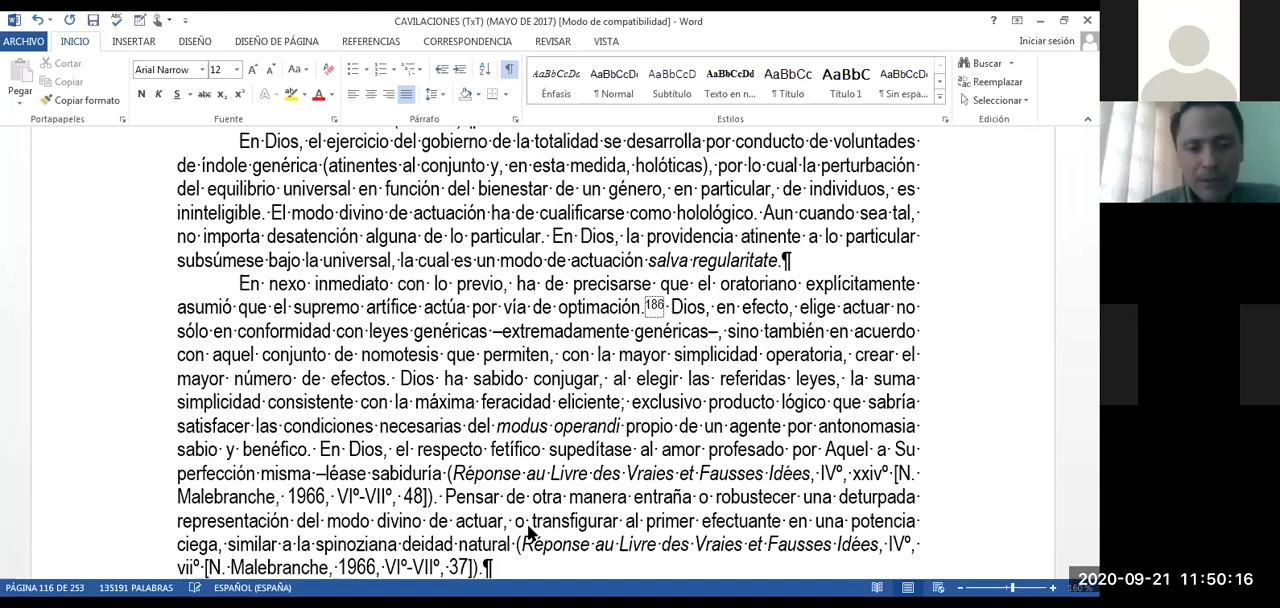 CAVILACIONES (TxT) (MAYO DE 2017) [Modo de compatibilidad] - Word
ARCHIVO INICIO INSERTAR DISEÑO DISEÑO DE PÁGINA REFERENCIAS CORRESPONDENCIA REVISAR VISTA Iniciar sesión
Pegar
Cortar
Copiar
Copiar formato
Portapapeles
Arial Narrow 12
N K S abc x₂ x²
Fuente
Párrafo
AaBbCcDc AaBbCcDc AaBbCcD AaBbCcDd AaBbCc AaBbC AaBbCcDc
Énfasis ¶ Normal Subtítulo Texto en n... ¶ Título Título 1 ¶ Sin espa...
Estilos
Buscar
Reemplazar
Seleccionar
Edición
En Dios, el ejercicio del gobierno de la totalidad se desarrolla por conducto de voluntades
de índole genérica (atinentes al conjunto y, en esta medida, holóticas), por lo cual la perturbación
del equilibrio universal en función del bienestar de un género, en particular, de individuos, es
ininteligible. El modo divino de actuación ha de cualificarse como holológico. Aun cuando sea tal,
no importa desatención alguna de lo particular. En Dios, la providencia atinente a lo particular
subsúmese bajo la universal, la cual es un modo de actuación salva regularitate.¶
En nexo inmediato con lo previo, ha de precisarse que el oratoriano explícitamente
asumió que el supremo artífice actúa por vía de optimación.186 Dios, en efecto, elige actuar no
sólo en conformidad con leyes genéricas –extremadamente genéricas–, sino también en acuerdo
con aquel conjunto de nomotesis que permiten, con la mayor simplicidad operatoria, crear el
mayor número de efectos. Dios ha sabido conjugar, al elegir las referidas leyes, la suma
simplicidad consistente con la máxima feracidad eliciente; exclusivo producto lógico que sabría
satisfacer las condiciones necesarias del modus operandi propio de un agente por antonomasia
sabio y benéfico. En Dios, el respecto fetífico supedítase al amor profesado por Aquel a Su
perfección misma –léase sabiduría (Réponse au Livre des Vraies et Fausses Idées, IVº, xxivº [N.
Malebranche, 1966, VIº-VIIº, 48]). Pensar de otra manera entraña o robustecer una deturpada
representación del modo divino de actuar, o transfigurar al primer efectuante en una potencia
ciega, similar a la spinoziana deidad natural (Réponse au Livre des Vraies et Fausses Idées, IVº,
viiº [N. Malebranche, 1966, VIº-VIIº, 37]).¶
PÁGINA 116 DE 253 135191 PALABRAS ESPAÑOL (ESPAÑA) 160 %
2020-09-21 11:50:16